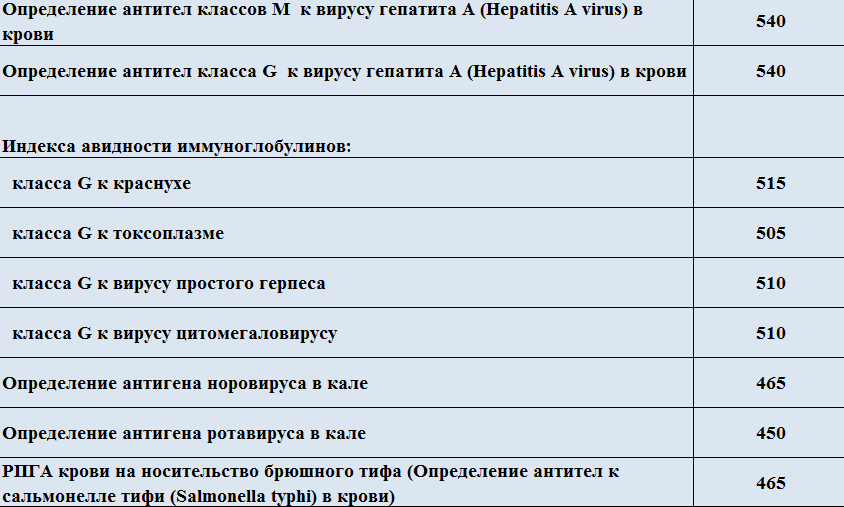 Определение антител классов М  к вирусу гепатита А (Hepatitis A virus) в
крови
540
Определение антител класса G  к вирусу гепатита А (Hepatitis A virus) в крови
540
Индекса авидности иммуноглобулинов:
класса G к краснухе
515
класса G к токсоплазме
505
класса G к вирусу простого герпеса
510
класса G к вирусу цитомегаловирусу
510
Определение антигена норовируса в кале
465
Определение антигена ротавируса в кале
450
РПГА крови на носительство брюшного тифа (Определение антител к
сальмонелле тифи (Salmonella typhi) в крови)
465